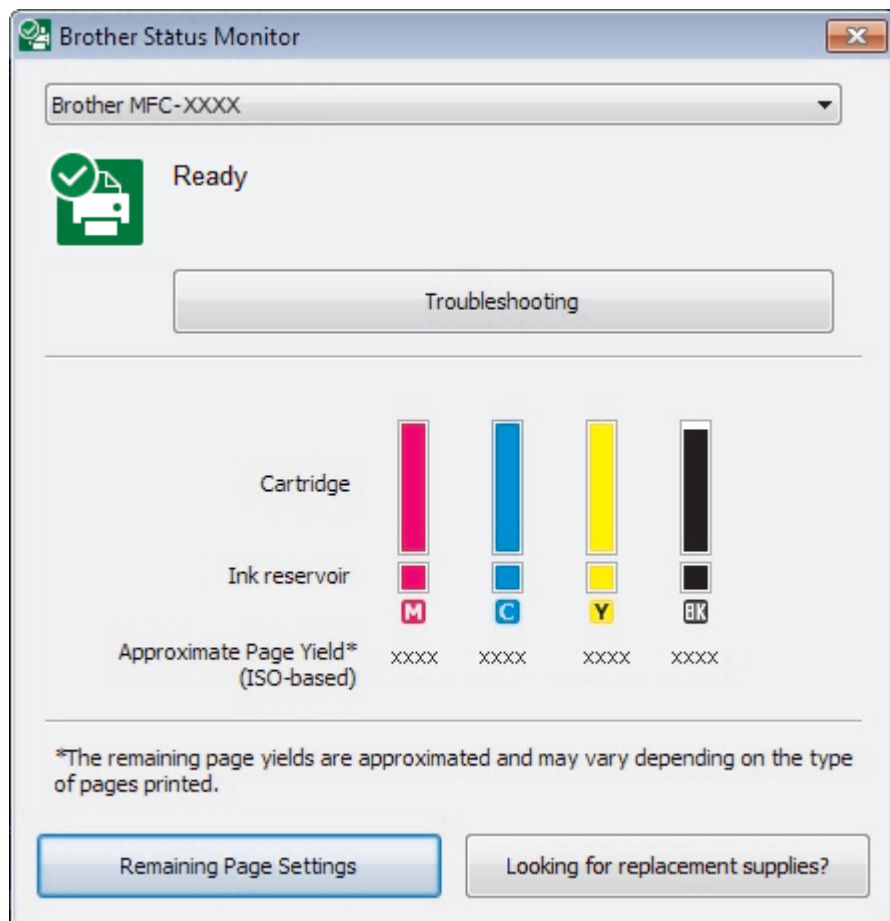 Brother Status Monitor
Brother MFC-XXXX
Ready
Troubleshooting
Cartridge
Ink reservoir
M C Y BK
Approximate Page Yield* xxxx xxxx xxxx xxxx
(ISO-based)
*The remaining page yields are approximated and may vary depending on the type
of pages printed.
Remaining Page Settings Looking for replacement supplies?